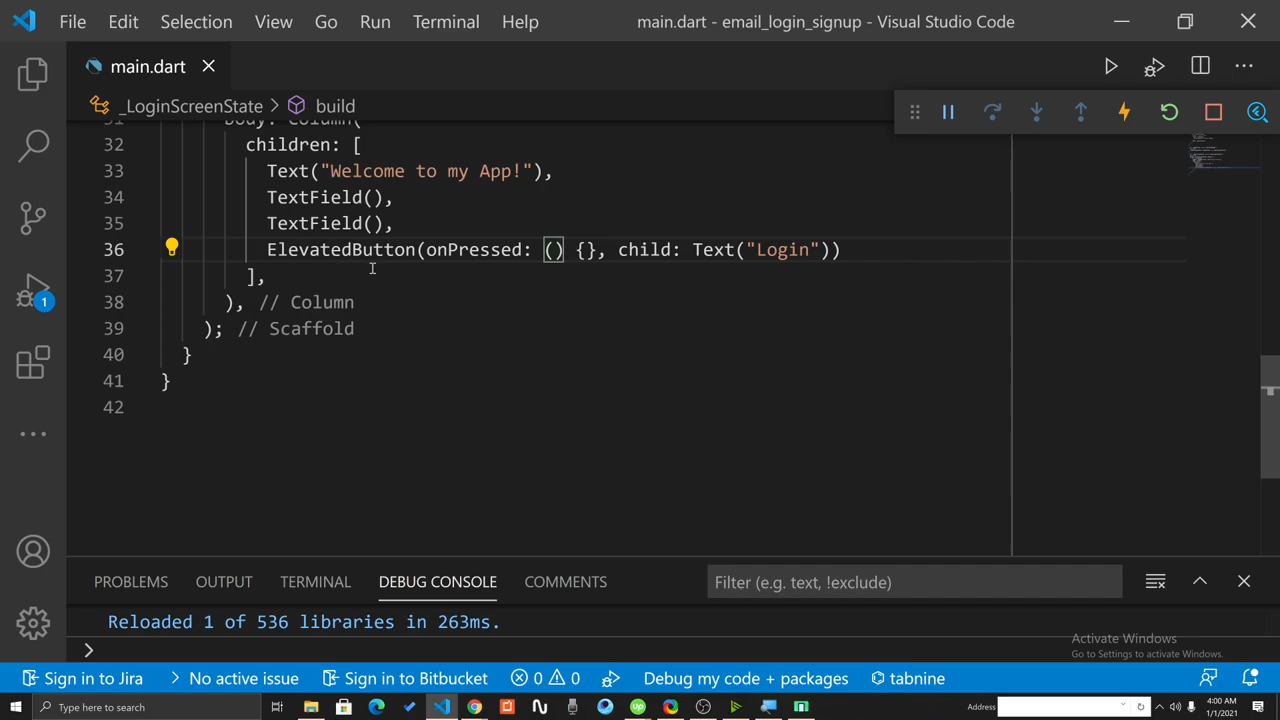 File Edit Selection View Go Run Terminal Help main.dart - email_login_signup - Visual Studio Code
main.dart
_LoginScreenState > build
31 body: Column(
32 children: [
33 Text("Welcome to my App!"),
34 TextField(),
35 TextField(),
36 ElevatedButton(onPressed: () {}, child: Text("Login"))
37 ],
38 ), // Column
39 ); // Scaffold
40 }
41 }
42
1
PROBLEMS OUTPUT TERMINAL DEBUG CONSOLE COMMENTS Filter (e.g. text, !exclude)
Reloaded 1 of 536 libraries in 263ms.
>
Activate Windows
Go to Settings to activate Windows.
Sign in to Jira > No active issue Sign in to Bitbucket 0 0 Debug my code + packages tabnine
Type here to search up Address 4:00 AM
1/1/2021